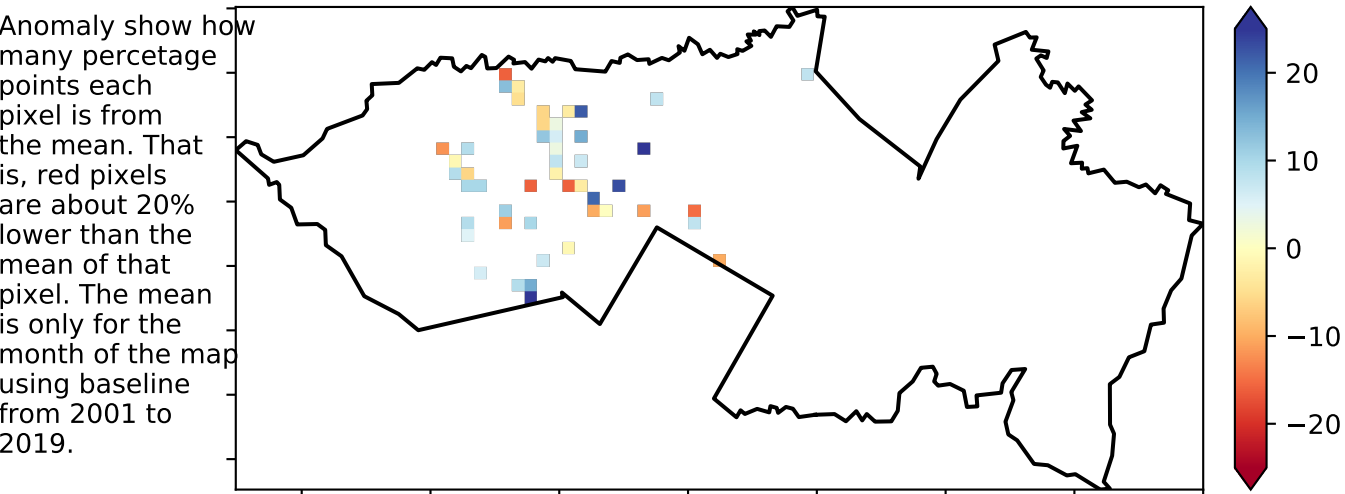 Anomaly show how
many percetage
points each
pixel is from
the mean. That
is, red pixels
are about 20%
lower than the
mean of that
pixel. The mean
is only for the
month of the map
using baseline
from 2001 to
2019.
20
10
0
−10
−20